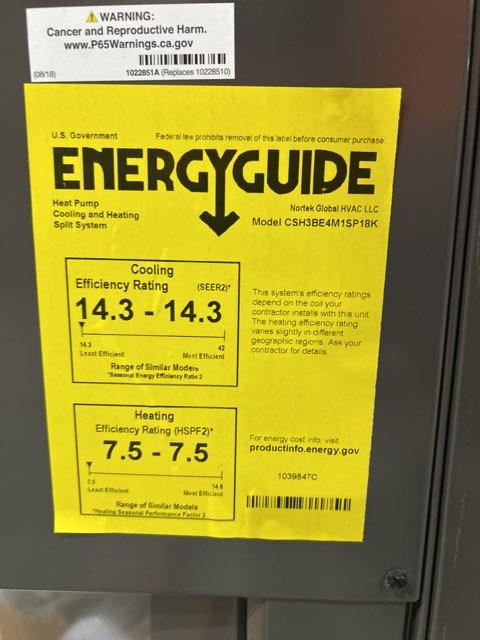 WARNING:
Cancer and Reproductive Harm.
www.P65Warnings.ca.gov
(08/18)
1022851A (Replaces 10228510)
U.S. Government
Federal law prohibits removal of this label before consumer purchase.
ENERGYGUIDE
Heat Pump
Cooling and Heating
Split System
Nortek Global HVAC LLC
Model CSH3BE4M1SP18K
Cooling
Efficiency Rating (SEER2)*
14.3 - 14.3
14.3
42
Least Efficient
Most Efficient
Range of Similar Models
*Seasonal Energy Efficiency Ratio 2
This system's efficiency ratings
depend on the coil your
contractor installs with this unit.
The heating efficiency rating
varies slightly in different
geographic regions. Ask your
contractor for details.
Heating
Efficiency Rating (HSPF2)*
7.5 - 7.5
7.5
14.6
Least Efficient
Most Efficient
Range of Similar Models
*Heating Seasonal Performance Factor 2
For energy cost info, visit
productinfo.energy.gov
1039847C